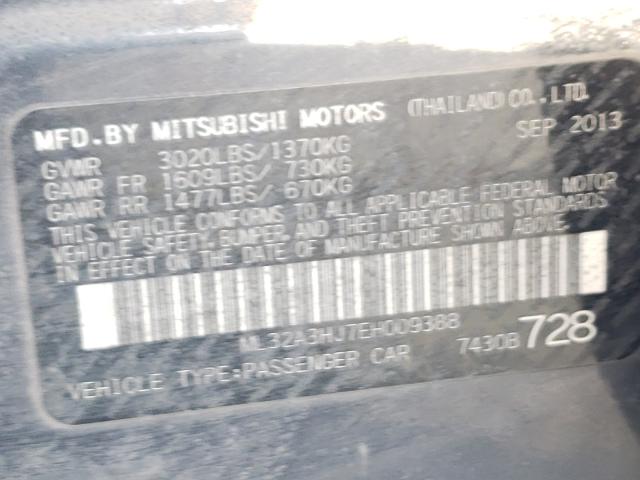 MFD. BY MITSUBISHI MOTORS (THAILAND) CO., LTD.
SEP 2013
GVWR 3020LBS/1370KG
GAWR FR 1609LBS/ 730KG
GAWR RR 1477LBS/ 670KG
THIS VEHICLE CONFORMS TO ALL APPLICABLE FEDERAL MOTOR
VEHICLE SAFETY, BUMPER, AND THEFT PREVENTION STANDARDS
IN EFFECT ON THE DATE OF MANUFACTURE SHOWN ABOVE.
ML32A3HJ7EH009388
VEHICLE TYPE:PASSENGER CAR 7430B 728